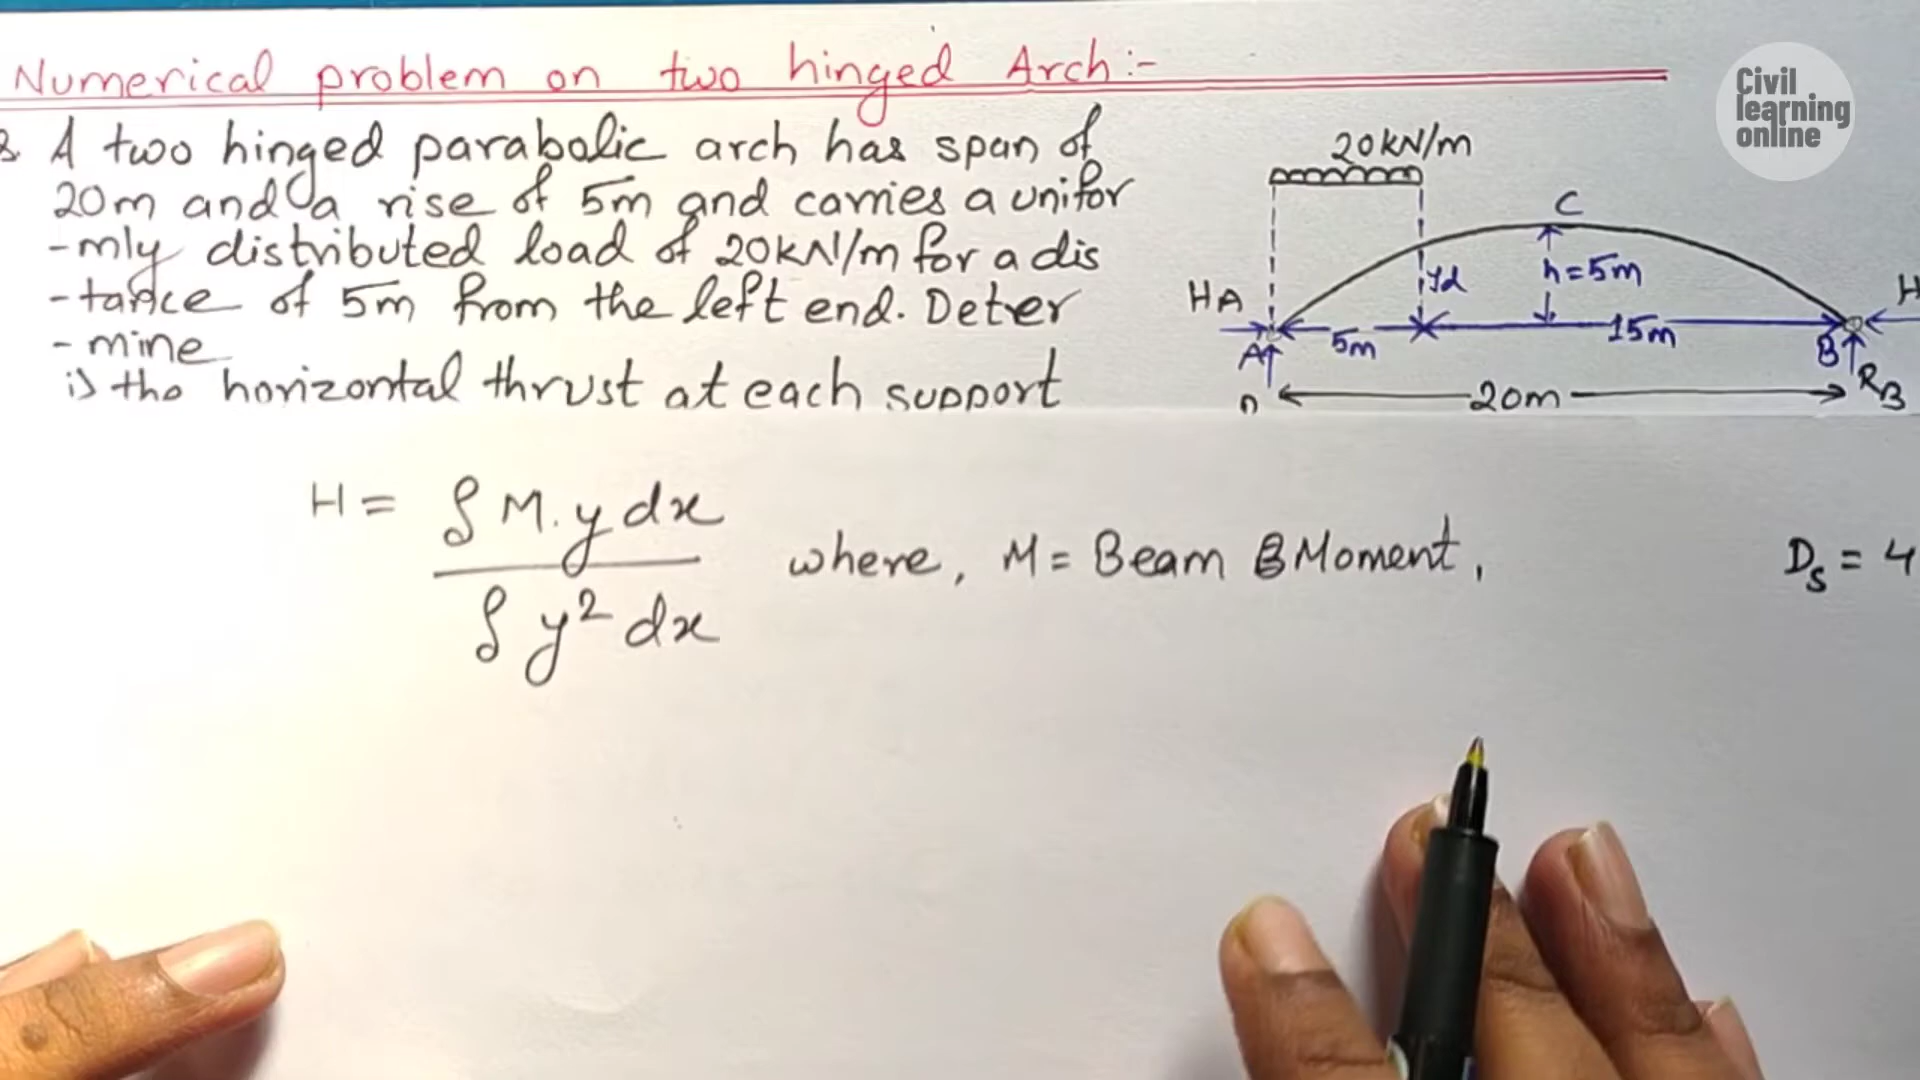 Numerical problem on two hinged Arch:-
A two hinged parabolic arch has span of
20m and a rise of 5m and carries a unifor
-mly distributed load of 20kN/m for a dis
-tance of 5m from the left end. Deter
-mine
is the horizontal thrust at each support
20kN/m
C
yd
h=5m
HA
H
5m
15m
A
B
20m
RB
H = ∫ M.y dx
∫ y² dx
where, M = Beam BMoment,
Ds = 4
Civil
learning
online